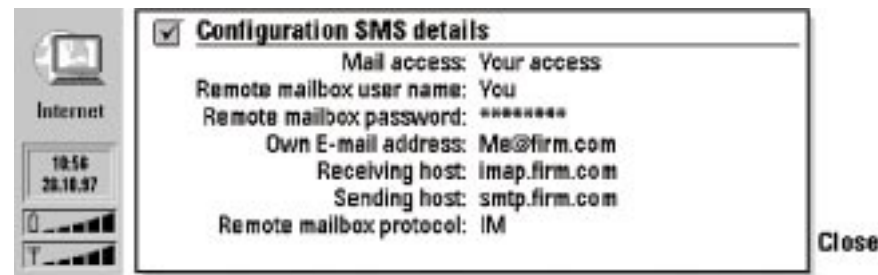 Configuration SMS details
Mail access: Your access
Remote mailbox user name: You
Remote mailbox password: ********
Own E-mail address: Me@firm.com
Receiving host: imap.firm.com
Sending host: smtp.firm.com
Remote mailbox protocol: IM
Internet
18:56
28.10.97
Close